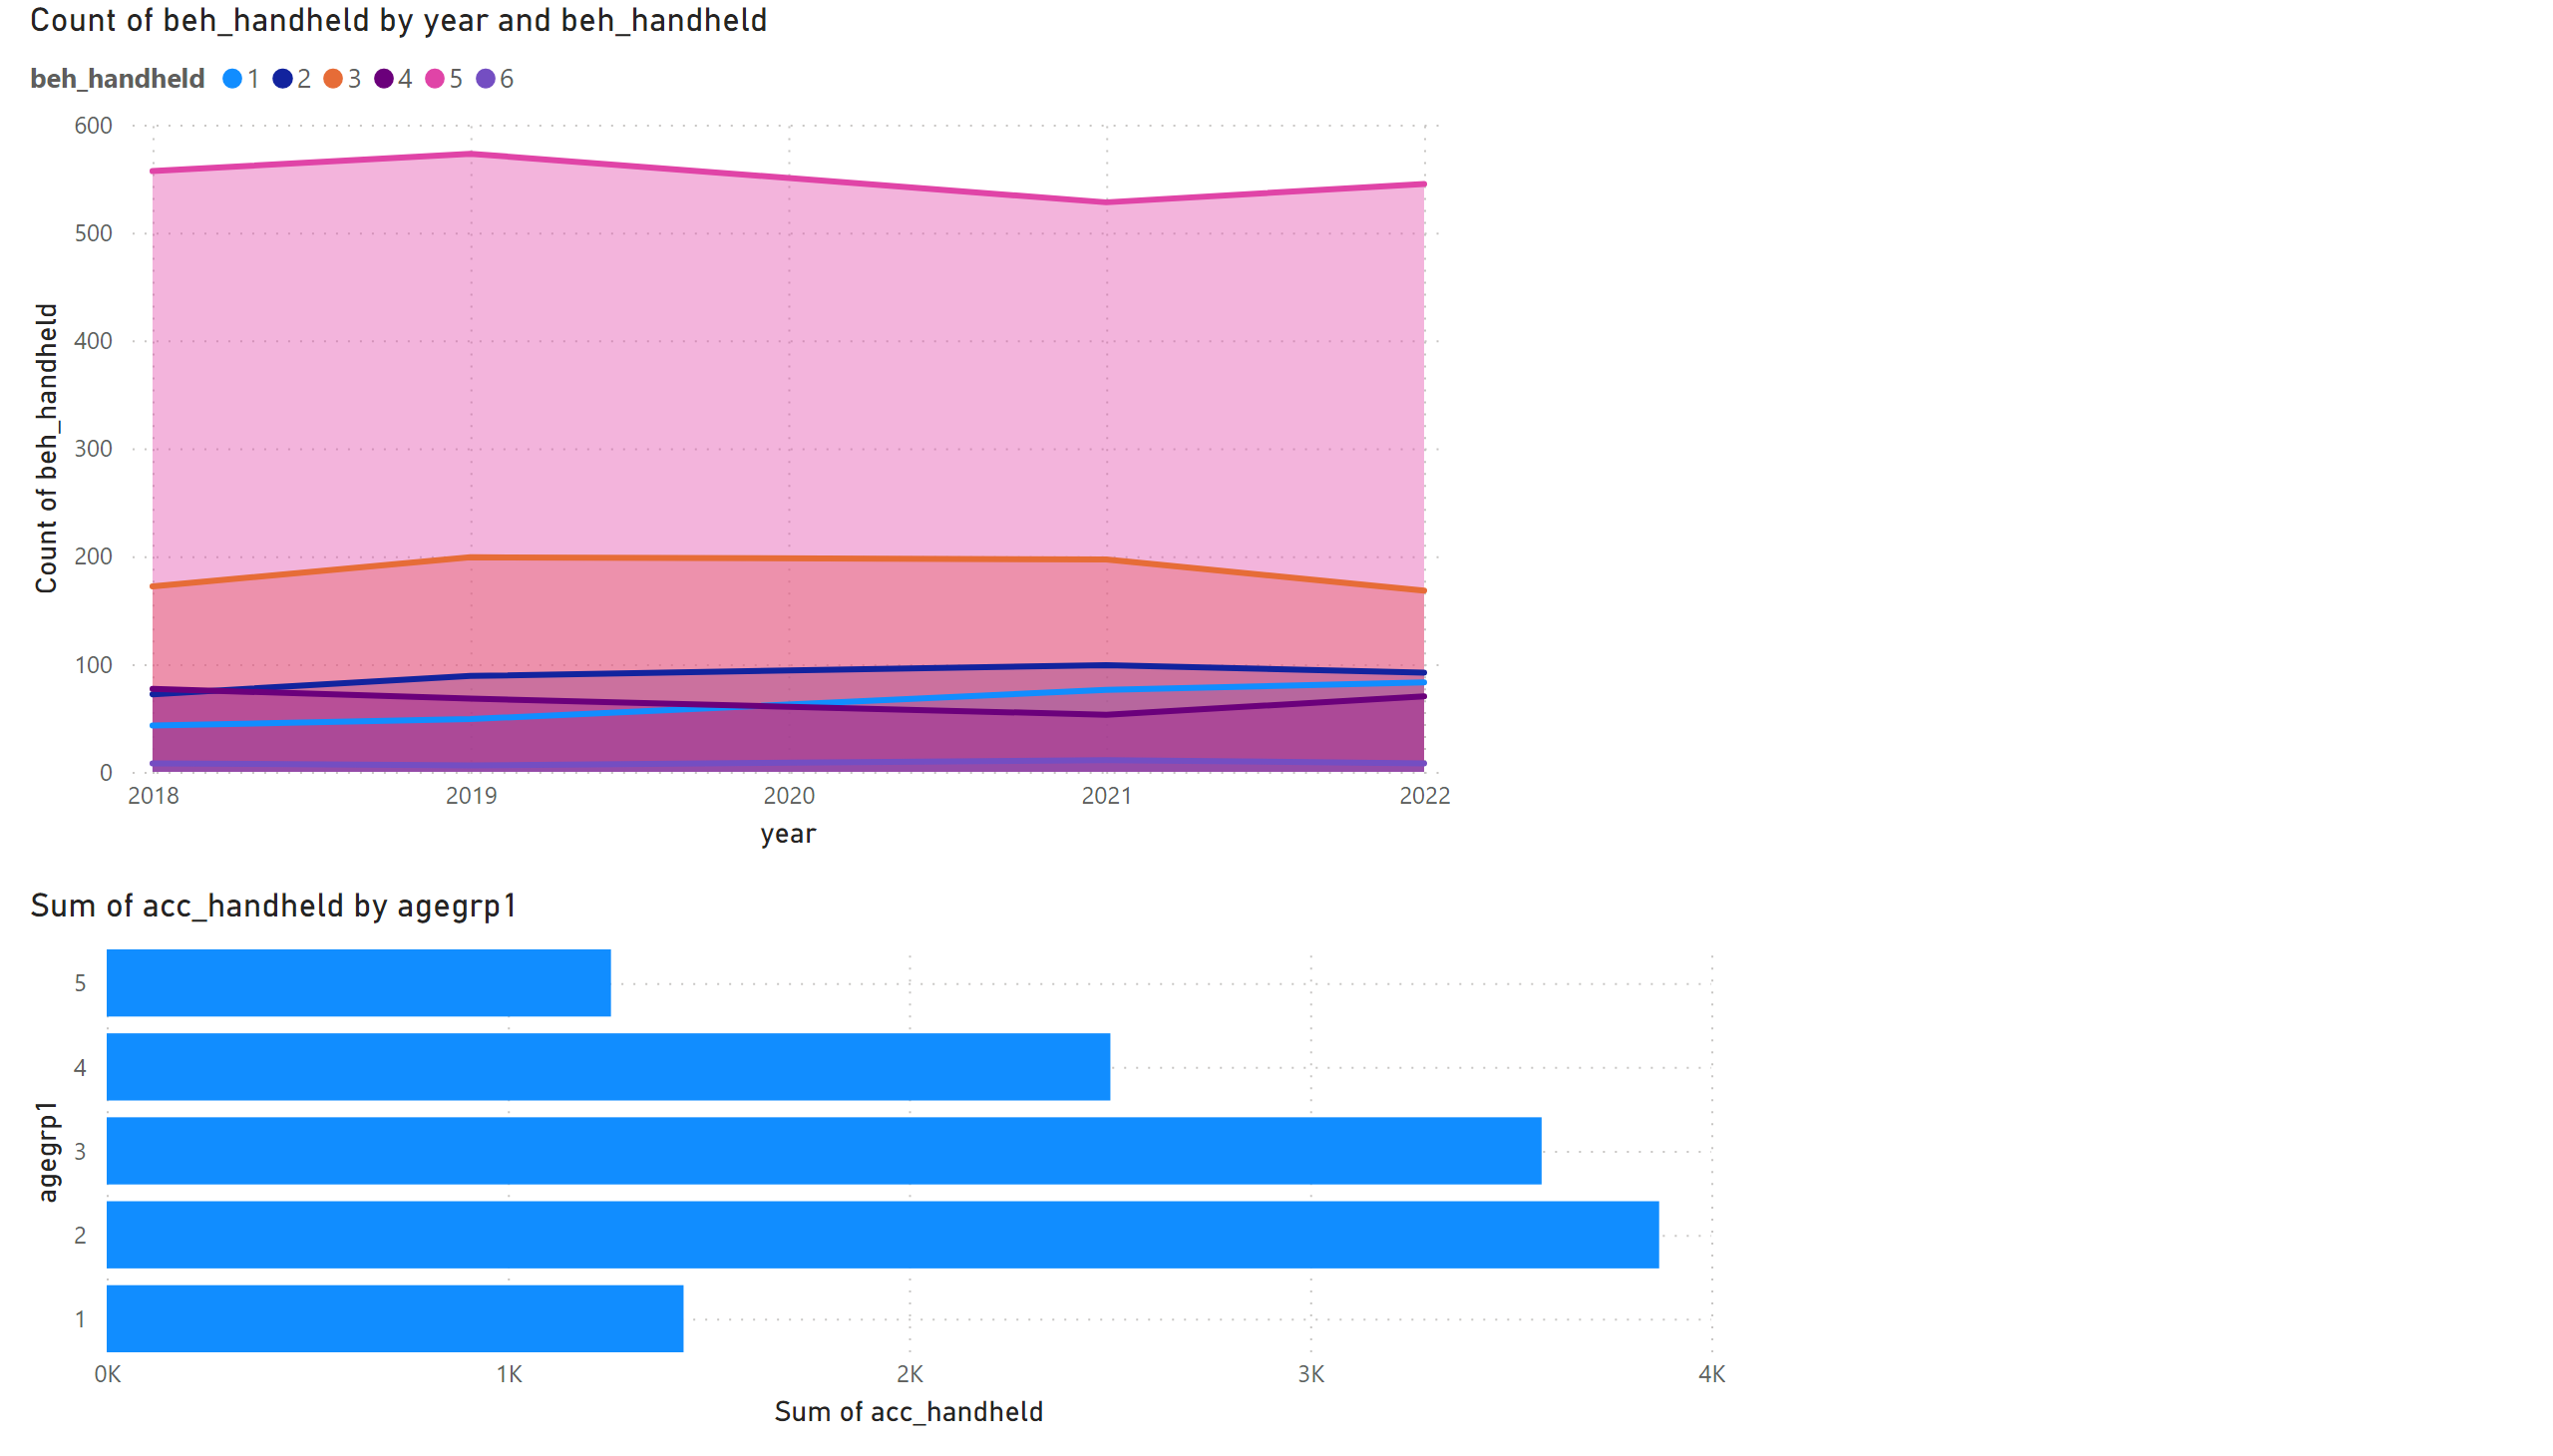 Count of beh_handheld by year and beh_handheld
beh_handheld 1 2 3 4 5 6
600
500
400
300
200
100
0
Count of beh_handheld
2018 2019 2020 2021 2022
year
Sum of acc_handheld by agegrp1
5
4
3
2
1
agegrp1
0K 1K 2K 3K 4K
Sum of acc_handheld